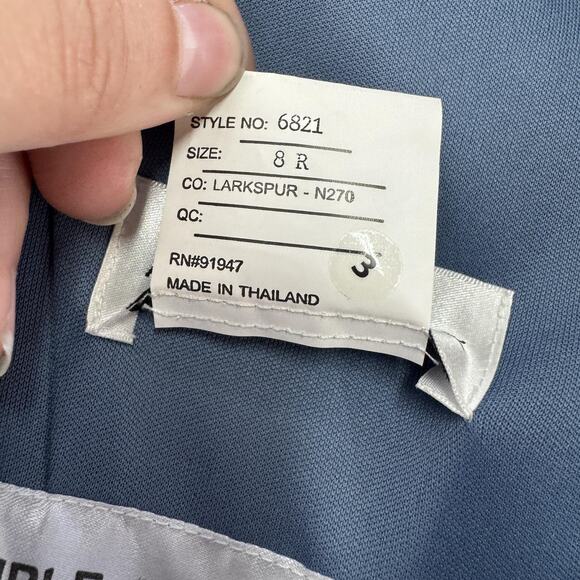 STYLE NO: 6821
SIZE: 8 R
CO: LARKSPUR - N270
QC:
RN#91947
3
MADE IN THAILAND